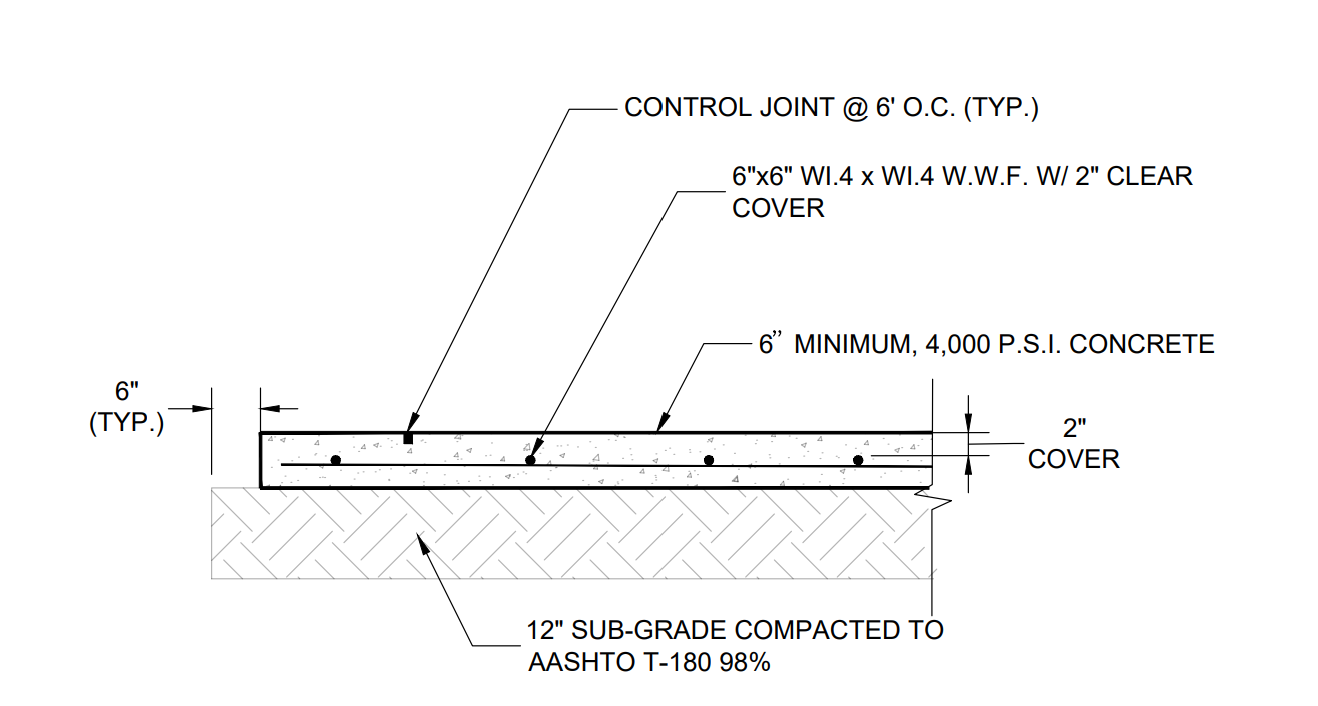 CONTROL JOINT @ 6' O.C. (TYP.)
6"x6" WI.4 x WI.4 W.W.F. W/ 2" CLEAR
COVER
6” MINIMUM, 4,000 P.S.I. CONCRETE
6"
(TYP.)
2"
COVER
12" SUB-GRADE COMPACTED TO
AASHTO T-180 98%